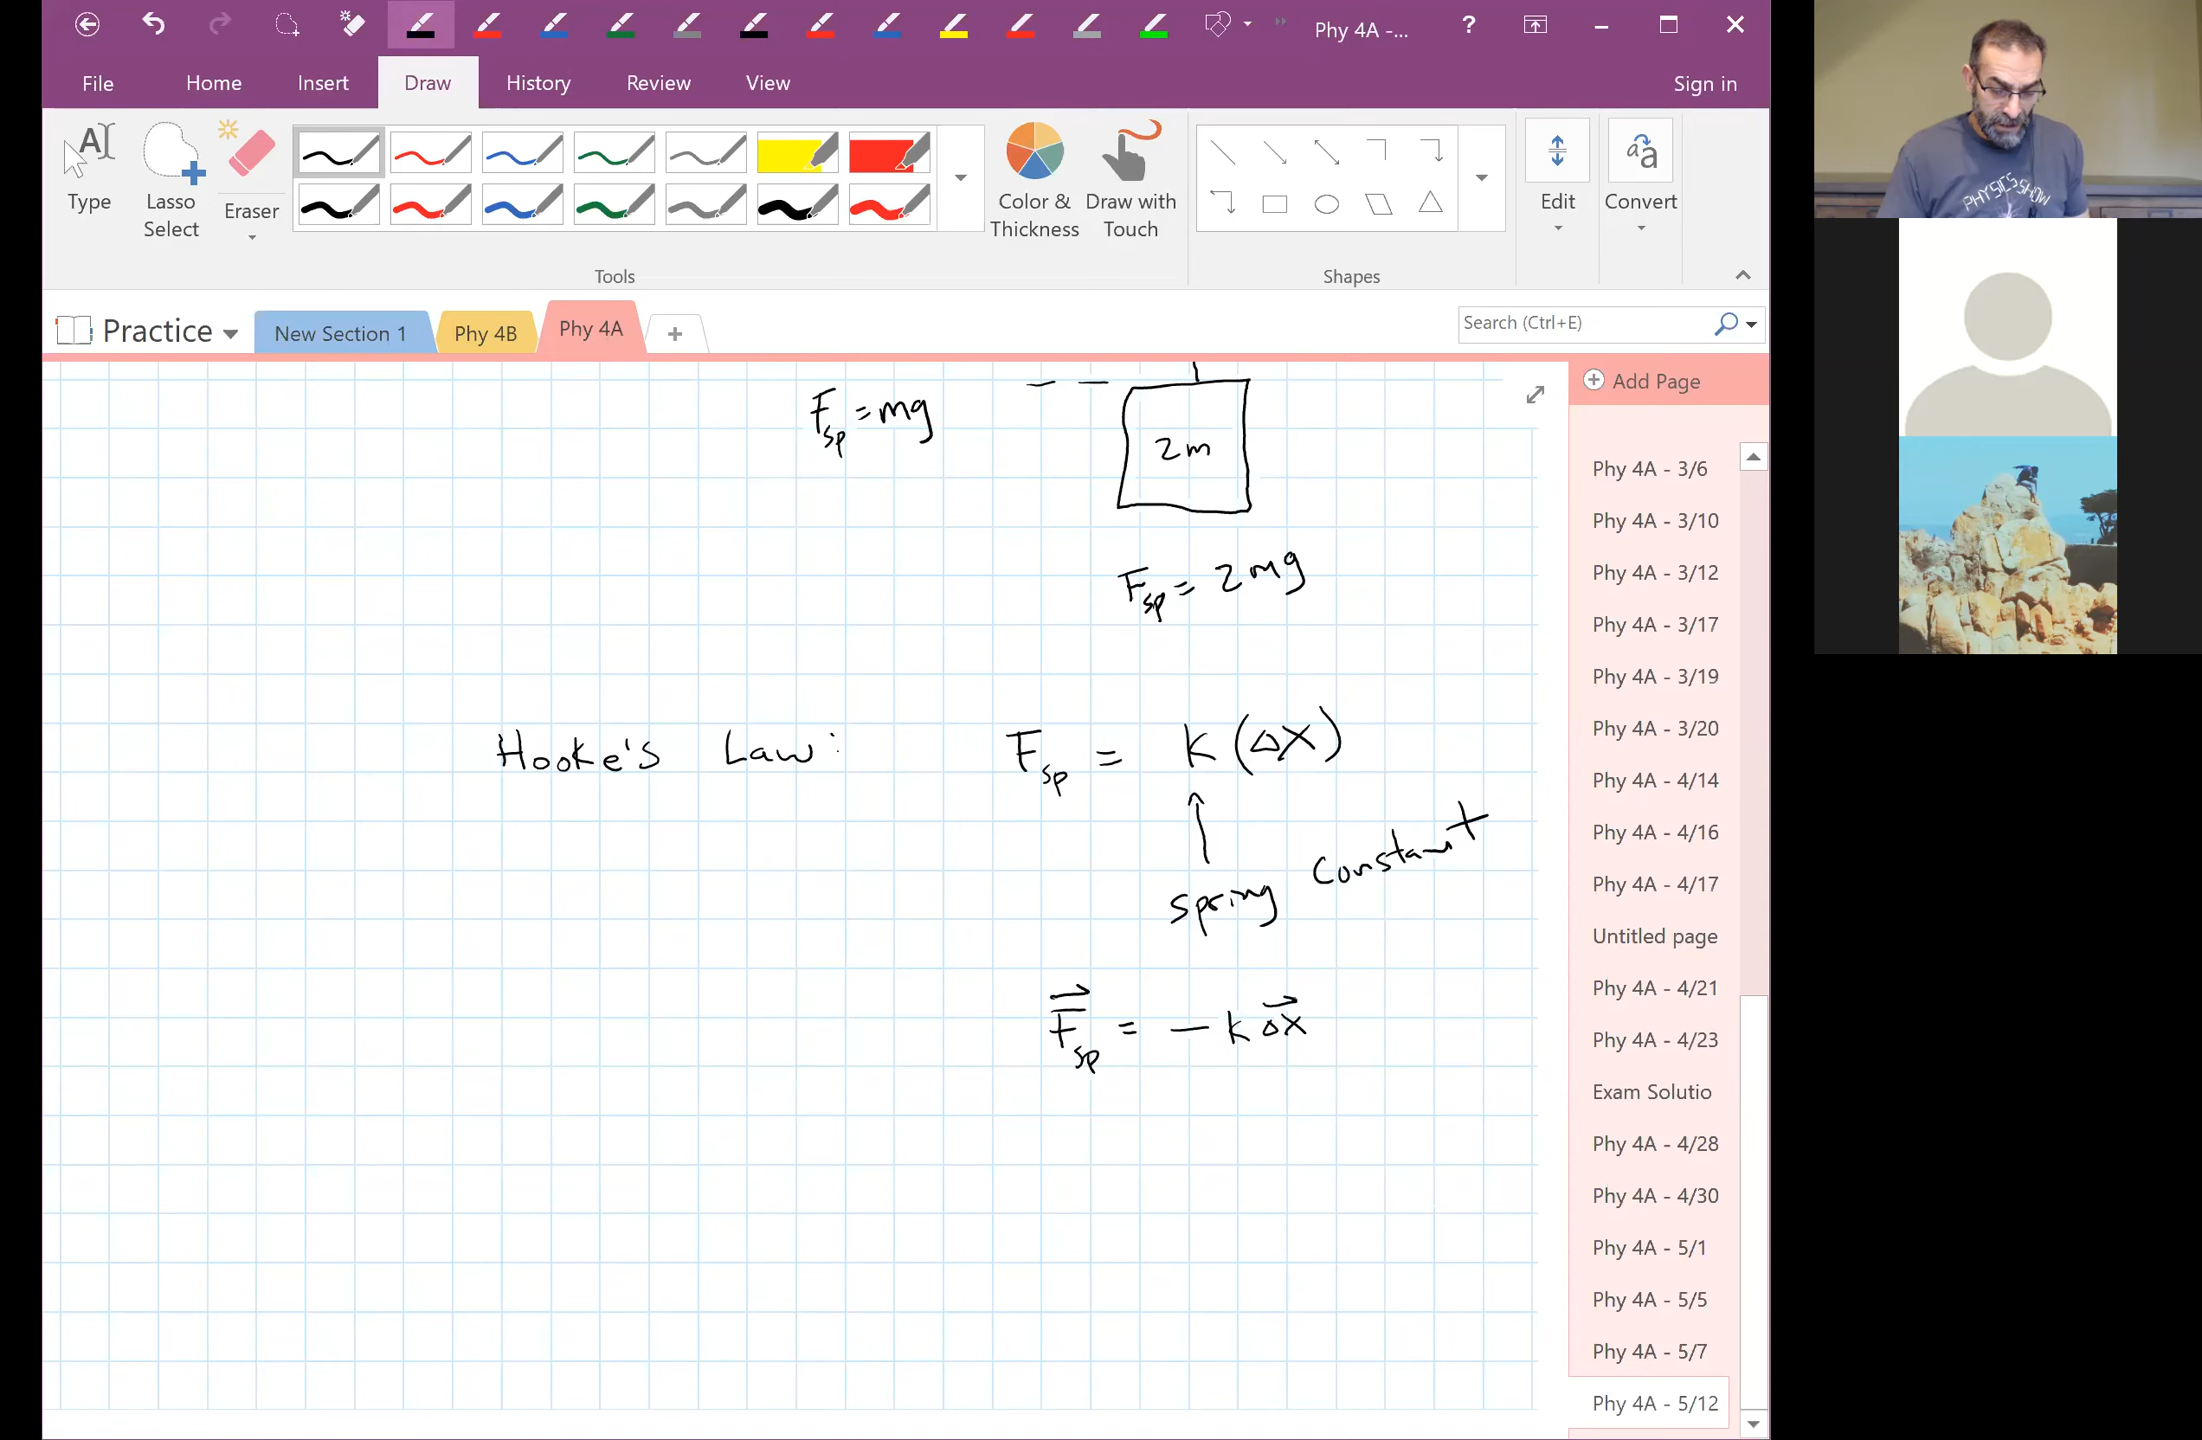 Phy 4A -...
?
File Home Insert Draw History Review View Sign in
Type
Lasso Select
Eraser
Color & Thickness
Draw with Touch
Edit
Convert
Tools
Shapes
Practice
New Section 1
Phy 4B
Phy 4A
Search (Ctrl+E)
Add Page
Phy 4A - 3/6
Phy 4A - 3/10
Phy 4A - 3/12
Phy 4A - 3/17
Phy 4A - 3/19
Phy 4A - 3/20
Phy 4A - 4/14
Phy 4A - 4/16
Phy 4A - 4/17
Untitled page
Phy 4A - 4/21
Phy 4A - 4/23
Exam Solutio
Phy 4A - 4/28
Phy 4A - 4/30
Phy 4A - 5/1
Phy 4A - 5/5
Phy 4A - 5/7
Phy 4A - 5/12
F_sp = mg
2m
F_sp = 2mg
Hooke's Law: F_sp = k(Δx)
↑
spring constant
F⃗_sp = - k Δx⃗
PHYSICS SHOW